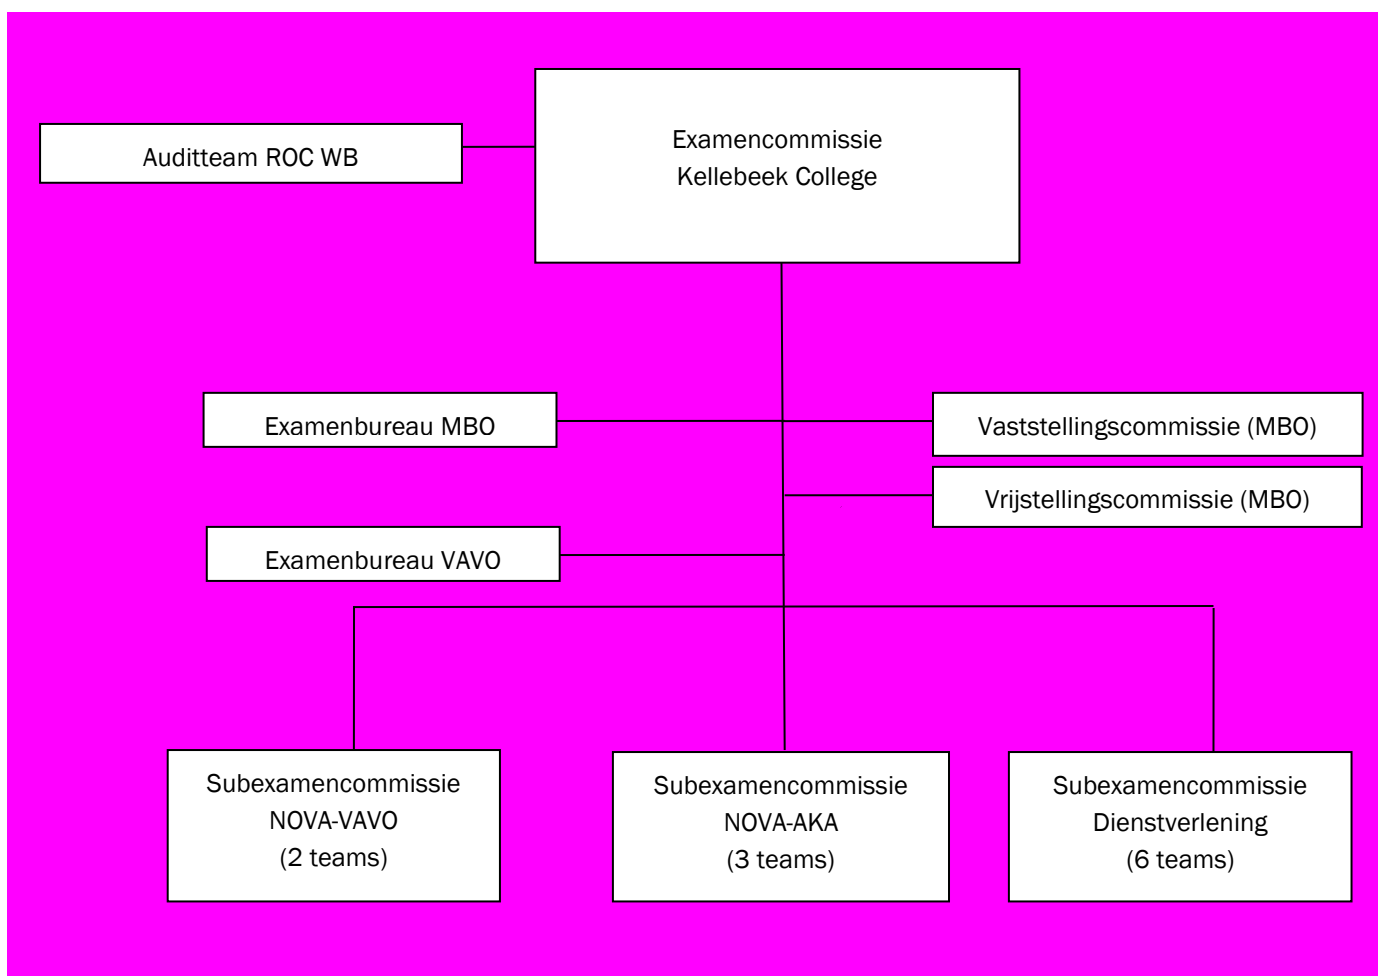 Auditteam ROC WB
Examencommissie
Kellebeek College
Examenbureau MBO
Vaststellingscommissie (MBO)
Vrijstellingscommissie (MBO)
Examenbureau VAVO
Subexamencommissie
NOVA-VAVO
(2 teams)
Subexamencommissie
NOVA-AKA
(3 teams)
Subexamencommissie
Dienstverlening
(6 teams)